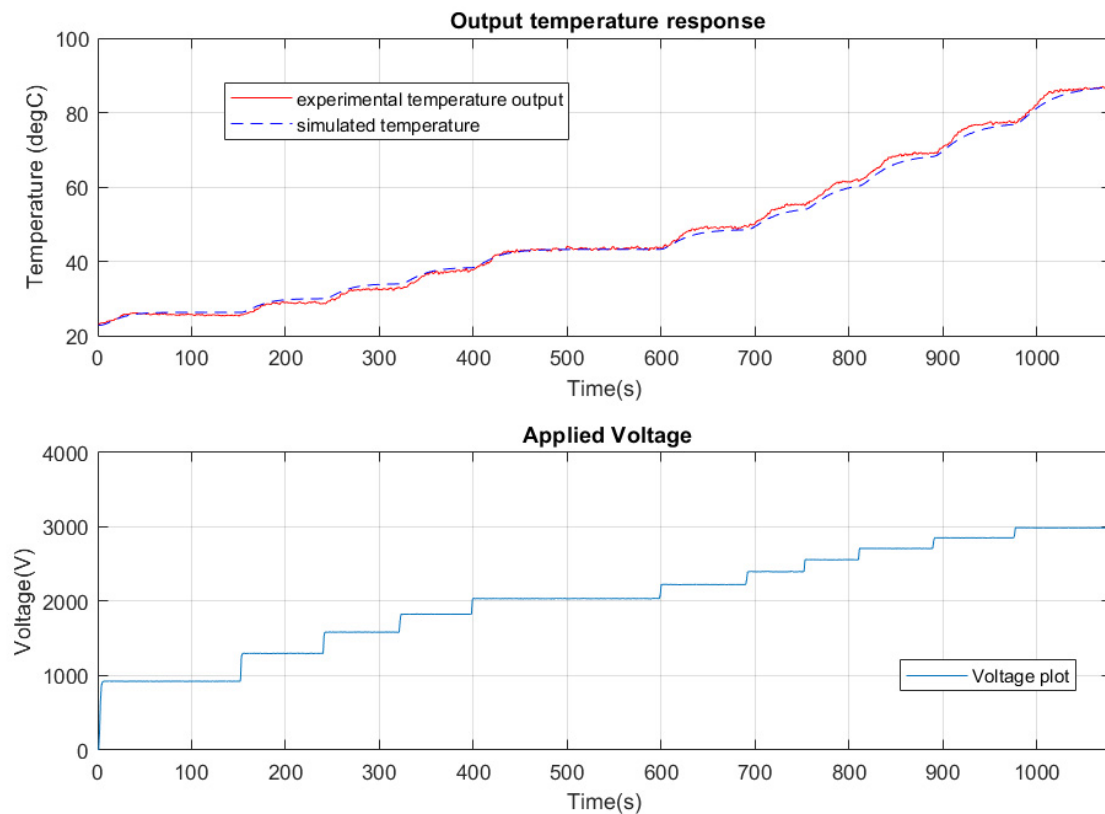 Output temperature response
100
80
60
40
20
Temperature (degC)
experimental temperature output
simulated temperature
0 100 200 300 400 500 600 700 800 900 1000
Time(s)
Applied Voltage
4000
3000
2000
1000
0
Voltage(V)
Voltage plot
0 100 200 300 400 500 600 700 800 900 1000
Time(s)